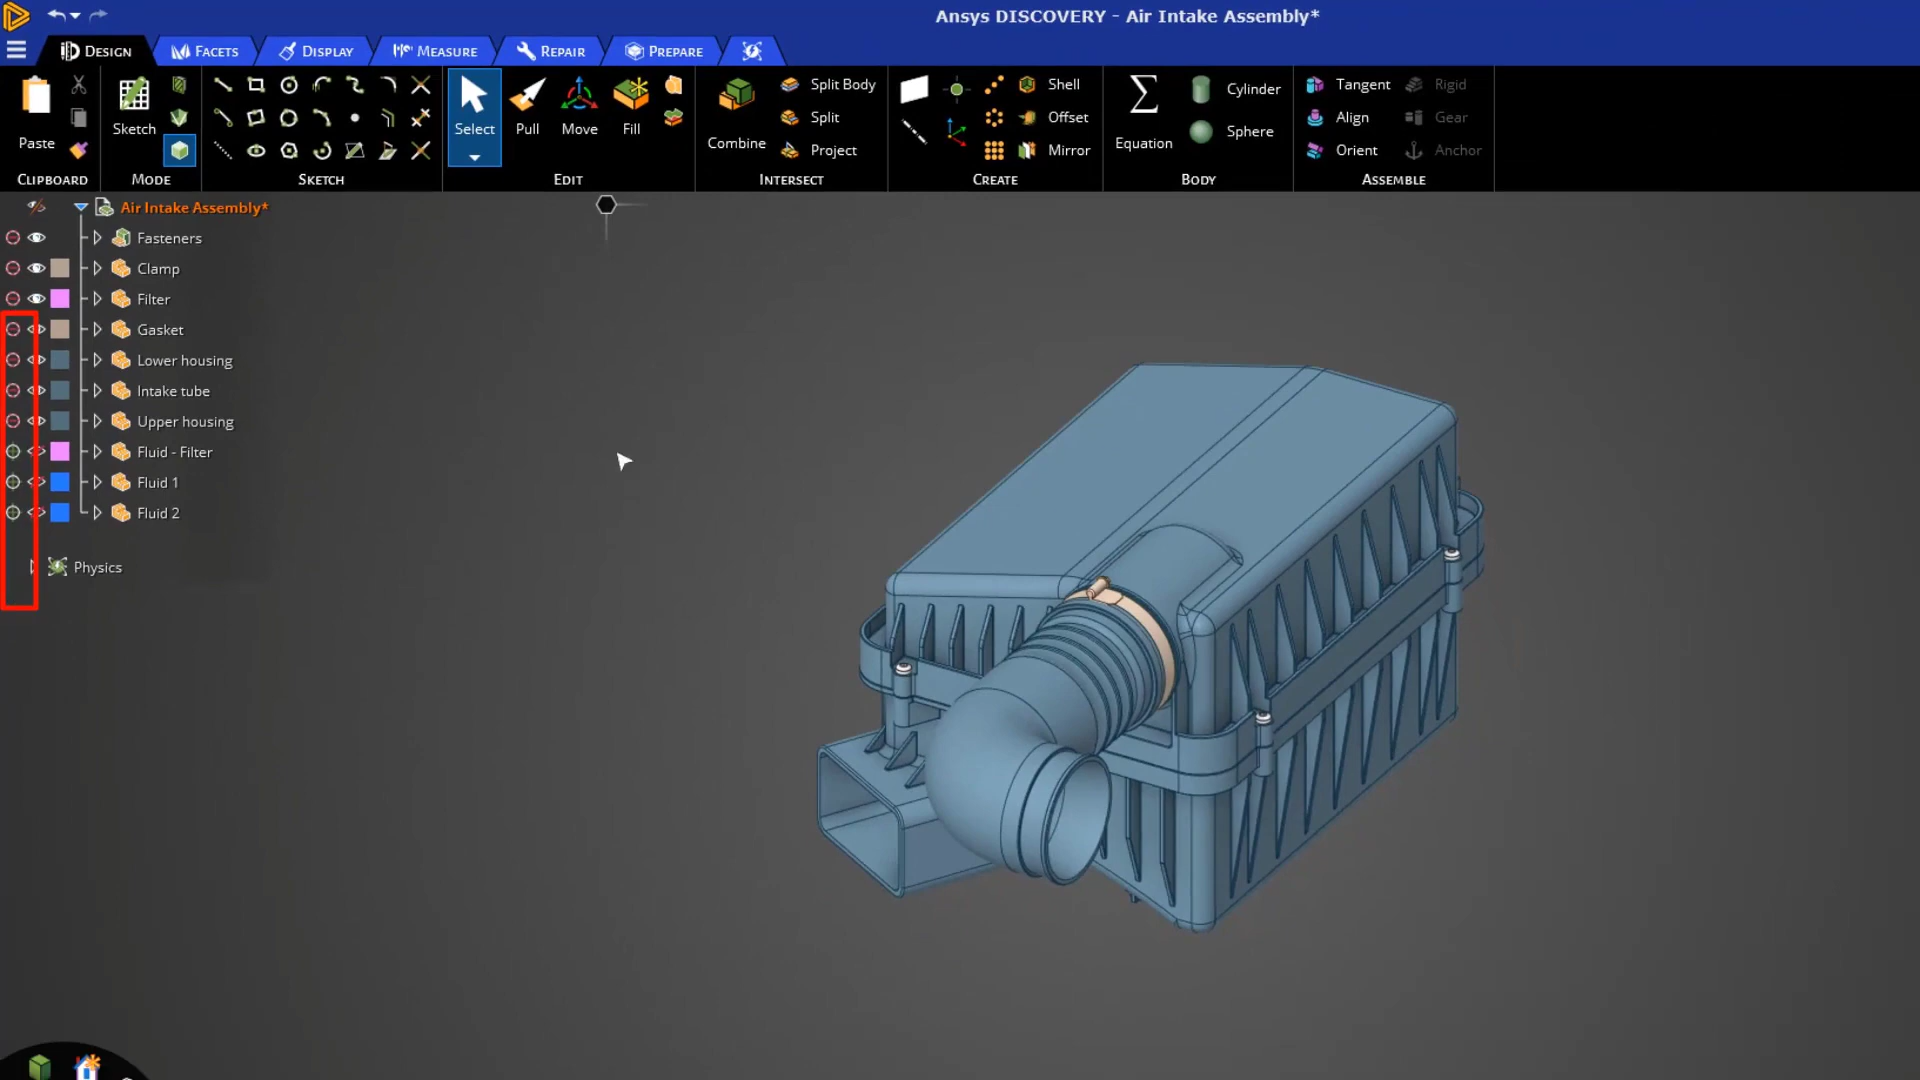 Ansys DISCOVERY - Air Intake Assembly*
DESIGN FACETS DISPLAY MEASURE REPAIR PREPARE
Paste
CLIPBOARD
Sketch
MODE
SKETCH
Select Pull Move Fill
EDIT
Combine
Split Body
Split
Project
INTERSECT
Shell
Offset
Mirror
CREATE
Equation
Cylinder
Sphere
BODY
Tangent Rigid
Align Gear
Orient Anchor
ASSEMBLE
Air Intake Assembly*
Fasteners
Clamp
Filter
Gasket
Lower housing
Intake tube
Upper housing
Fluid - Filter
Fluid 1
Fluid 2
Physics